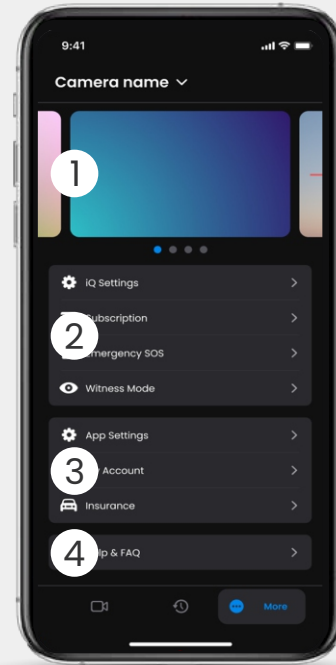 9:41
Camera name
1
iQ Settings
2
Subscription
Emergency SOS
Witness Mode
App Settings
3
Account
Insurance
4
& FAQ
More